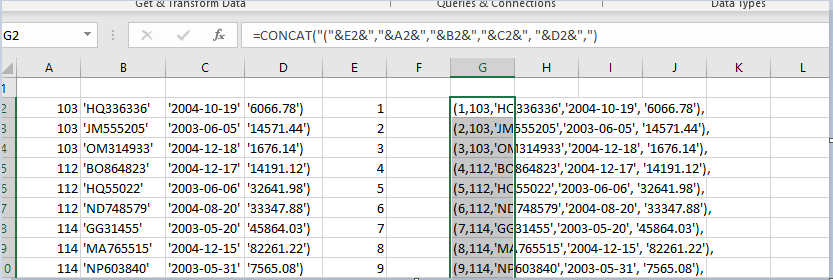 Get & Transform Data Queries & Connections Data Types
G2 fx =CONCAT("("&E2&","&A2&","&B2&","&C2&", "&D2&",")
A B C D E F G H I J K L
1
2 103 'HQ336336' '2004-10-19' '6066.78') 1 (1,103,'HQ336336','2004-10-19', '6066.78'),
3 103 'JM555205' '2003-06-05' '14571.44') 2 (2,103,'JM555205','2003-06-05', '14571.44'),
4 103 'OM314933' '2004-12-18' '1676.14') 3 (3,103,'OM314933','2004-12-18', '1676.14'),
5 112 'BO864823' '2004-12-17' '14191.12') 4 (4,112,'BO864823','2004-12-17', '14191.12'),
6 112 'HQ55022' '2003-06-06' '32641.98') 5 (5,112,'HQ55022','2003-06-06', '32641.98'),
7 112 'ND748579' '2004-08-20' '33347.88') 6 (6,112,'ND748579','2004-08-20', '33347.88'),
8 114 'GG31455' '2003-05-20' '45864.03') 7 (7,114,'GG31455','2003-05-20', '45864.03'),
9 114 'MA765515' '2004-12-15' '82261.22') 8 (8,114,'MA765515','2004-12-15', '82261.22'),
0 114 'NP603840' '2003-05-31' '7565.08') 9 (9,114,'NP603840','2003-05-31', '7565.08'),